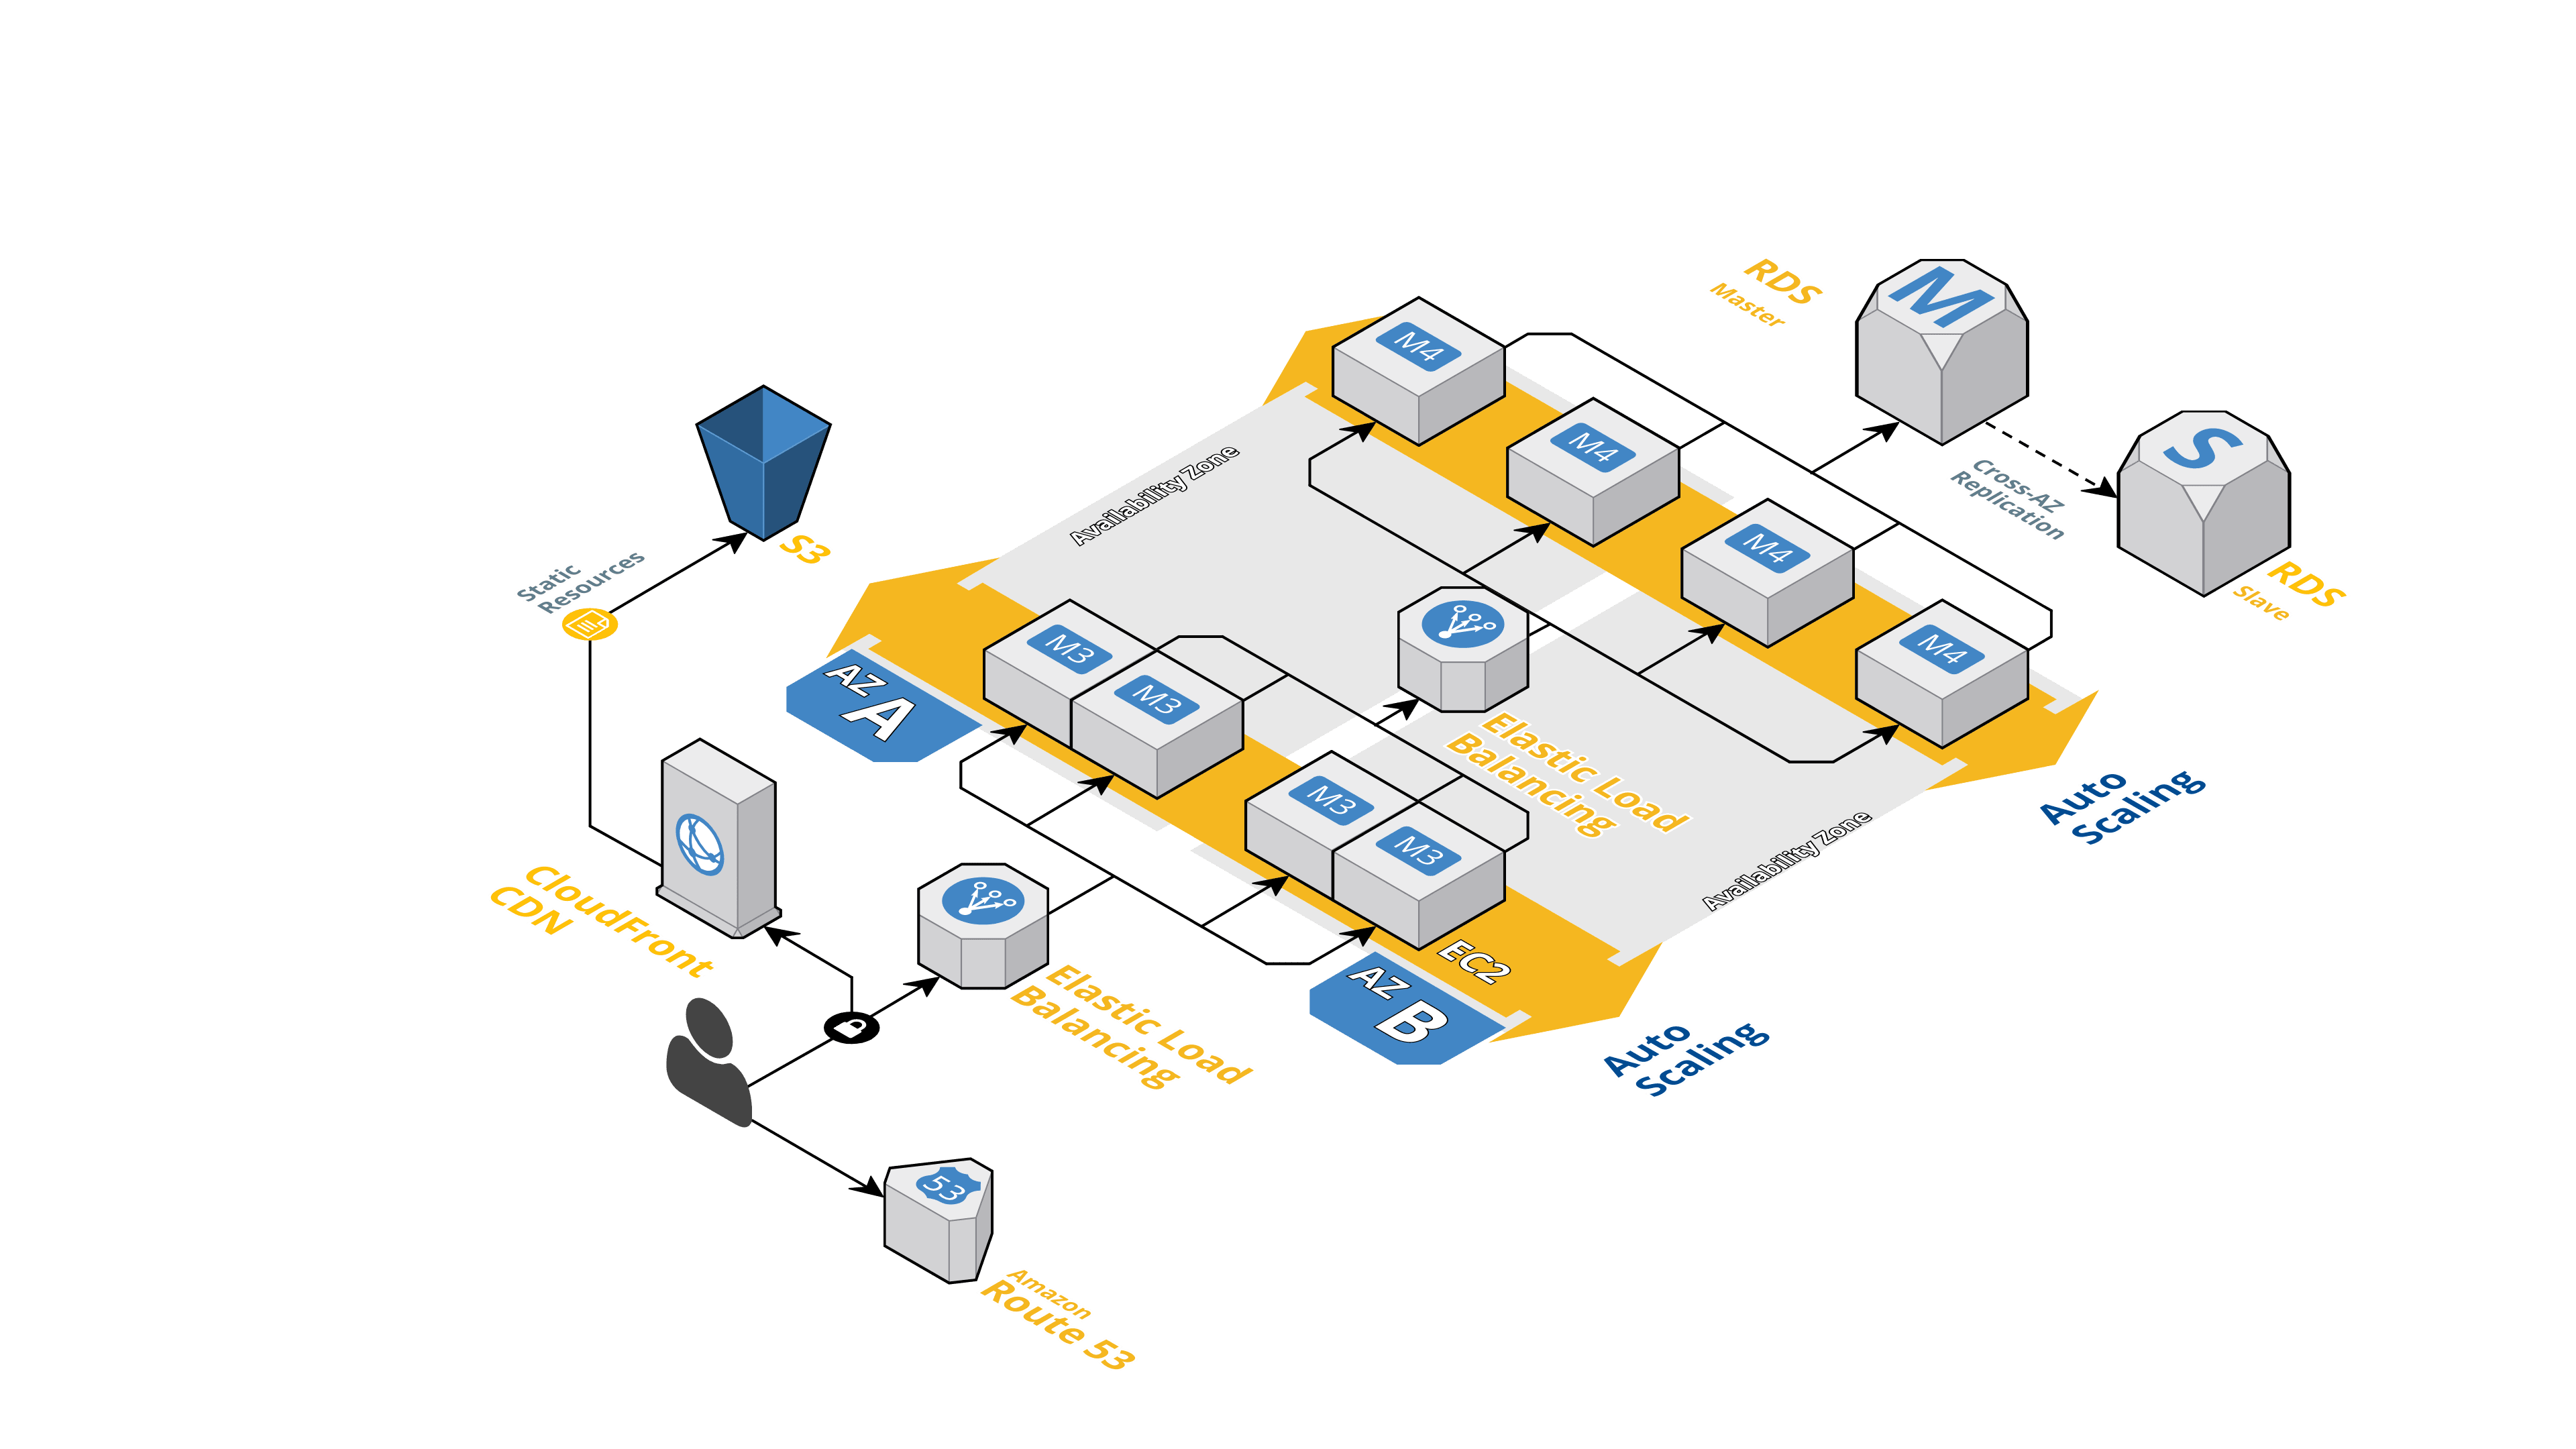 RDS
Master
M
M4
M4
M4
M4
S
RDS
Slave
Cross-AZ
Replication
Availability Zone
S3
Static
Resources
M3
M3
M3
M3
AZ A
Elastic Load
Balancing
Auto
Scaling
Availability Zone
CloudFront
CDN
EC2
AZ B
Auto
Scaling
Elastic Load
Balancing
53
Amazon
Route 53